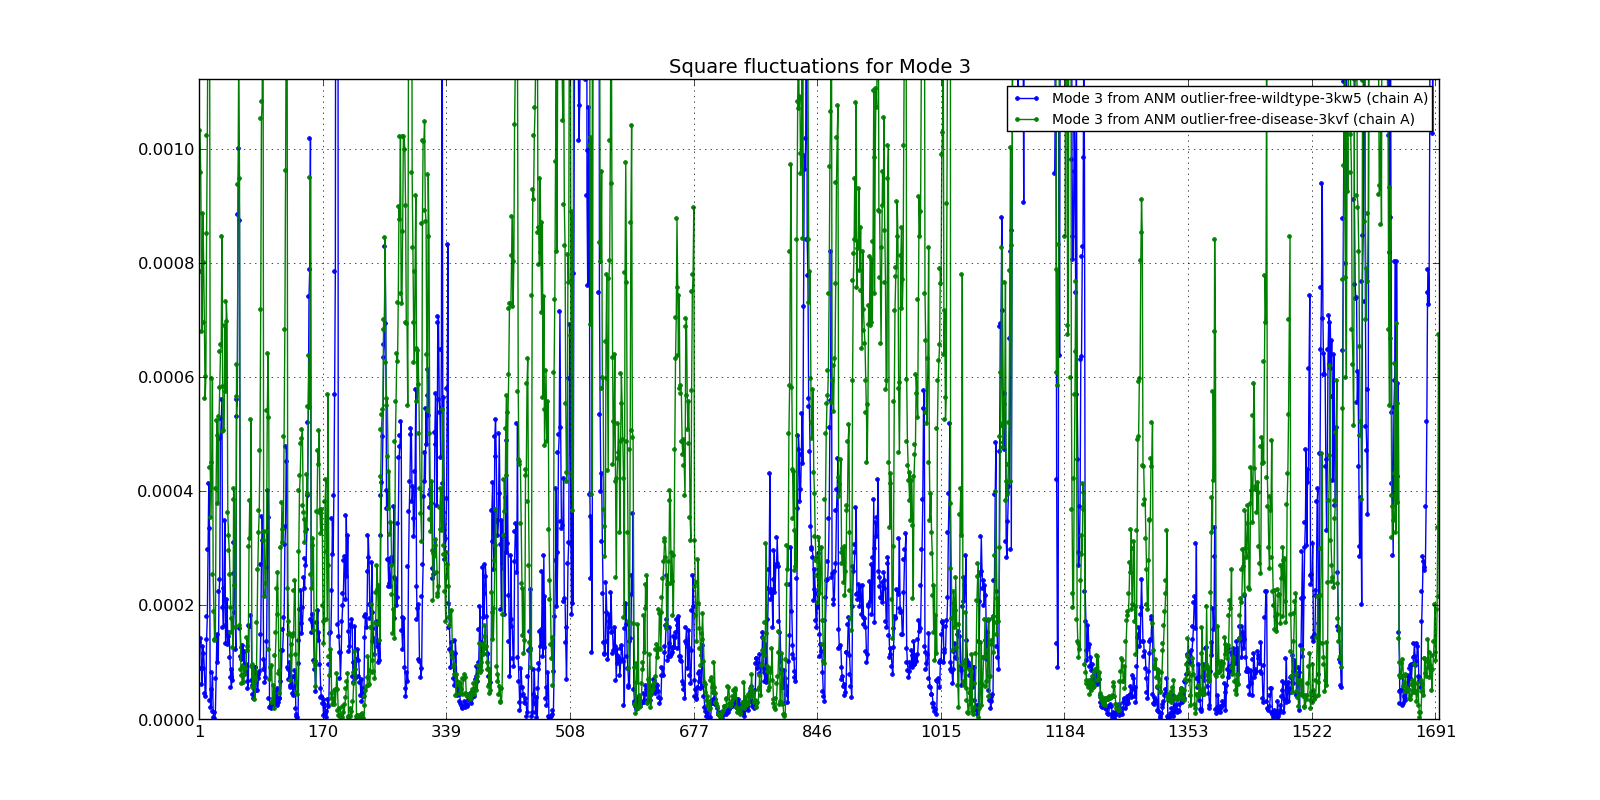 Square fluctuations for Mode 3
Mode 3 from ANM outlier-free-wildtype-3kw5 (chain A)
Mode 3 from ANM outlier-free-disease-3kvf (chain A)
0.0010
0.0008
0.0006
0.0004
0.0002
0.0000
1 170 339 508 677 846 1015 1184 1353 1522 1691